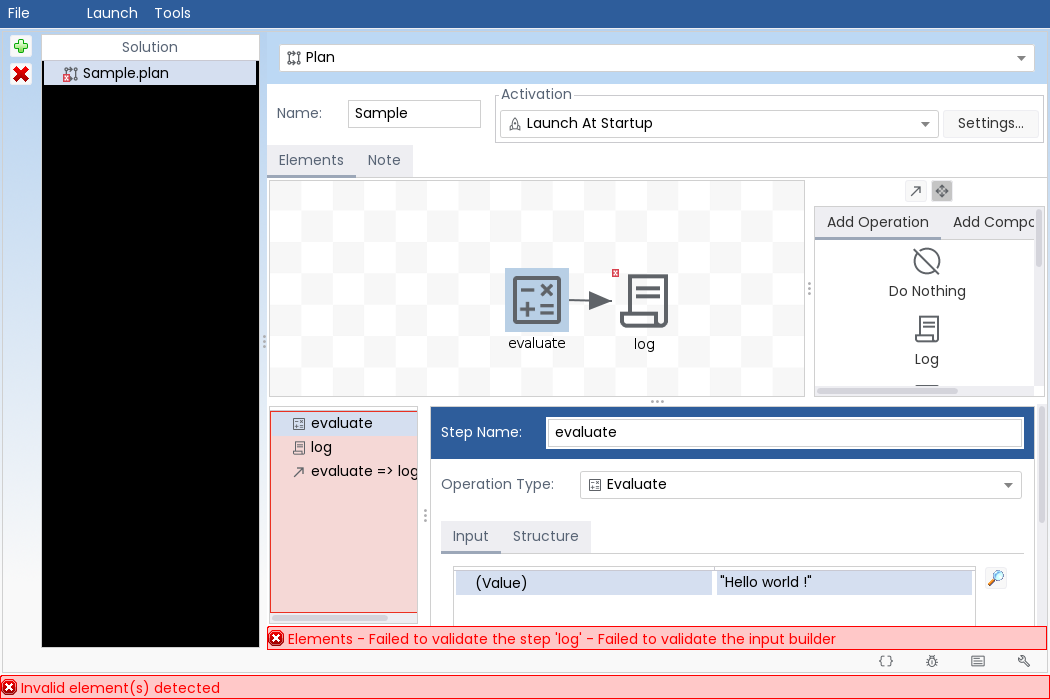 File Launch Tools
Solution
Sample.plan
Plan
Name: Sample
Activation
Launch At Startup Settings...
Elements Note
evaluate log
Add Operation Add Compo
Do Nothing
Log
evaluate
log
evaluate => log
Step Name: evaluate
Operation Type: Evaluate
Input Structure
(Value) "Hello world !"
Elements - Failed to validate the step 'log' - Failed to validate the input builder
Invalid element(s) detected